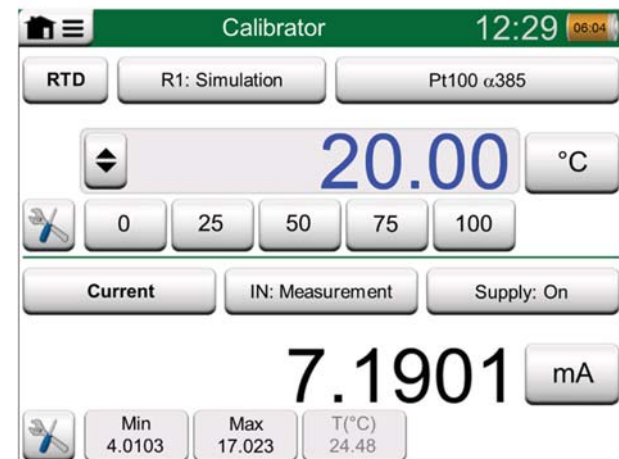 Calibrator 12:29 06:04
RTD R1: Simulation Pt100 α385
20.00 °C
0 25 50 75 100
Current IN: Measurement Supply: On
7.1901 mA
Min Max T(°C)
4.0103 17.023 24.48